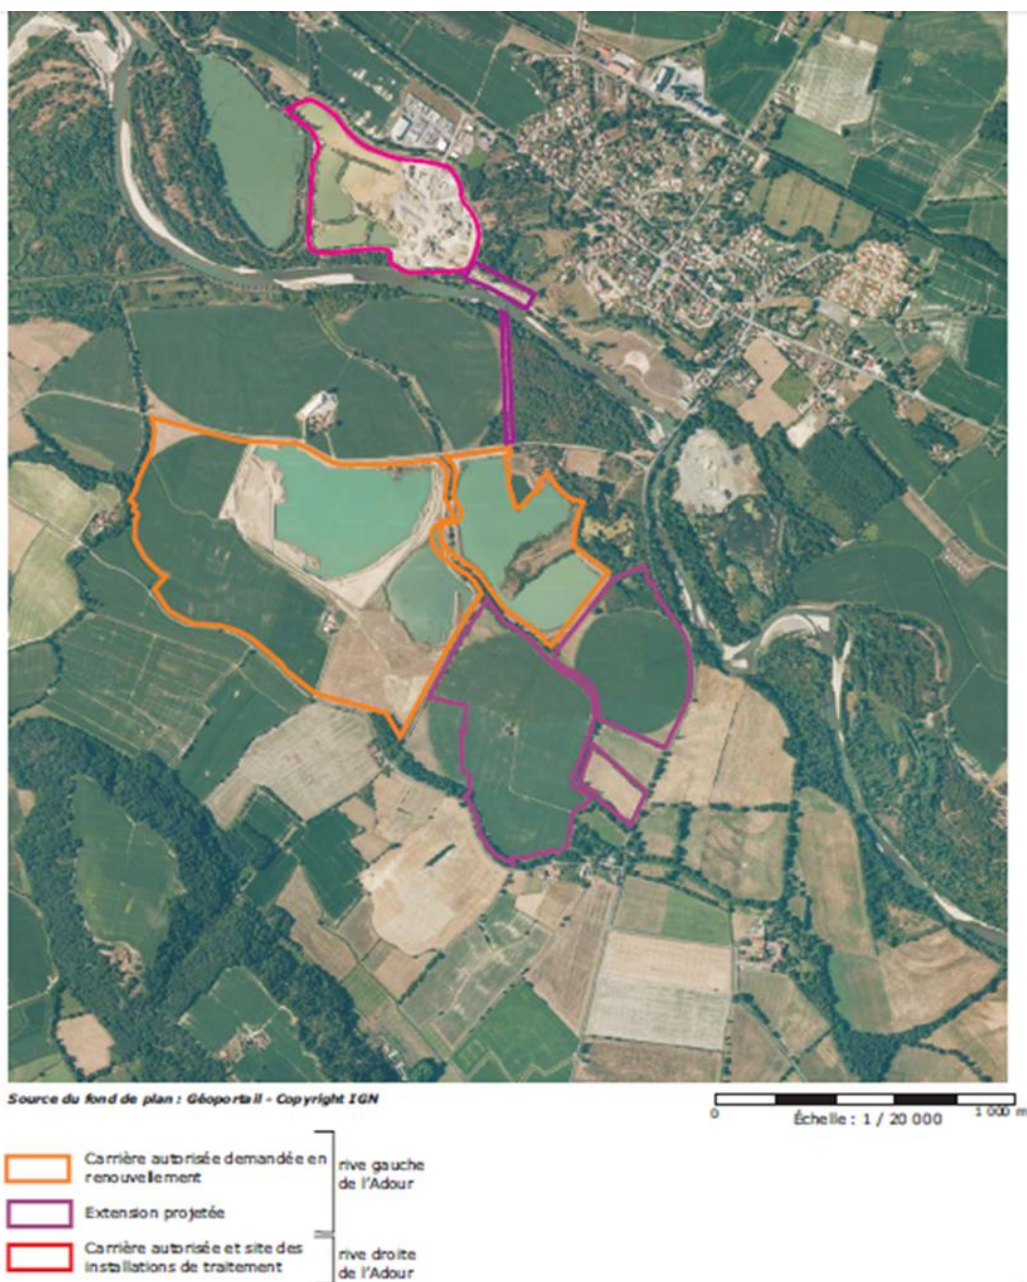 Source du fond de plan : Géoportail - Copyright IGN
0
1 000 m
Échelle : 1 / 20 000
Carrière autorisée demandée en
renouvellement
rive gauche
de l'Adour
Extension projetée
Carrière autorisée et site des
installations de traitement
rive droite
de l'Adour